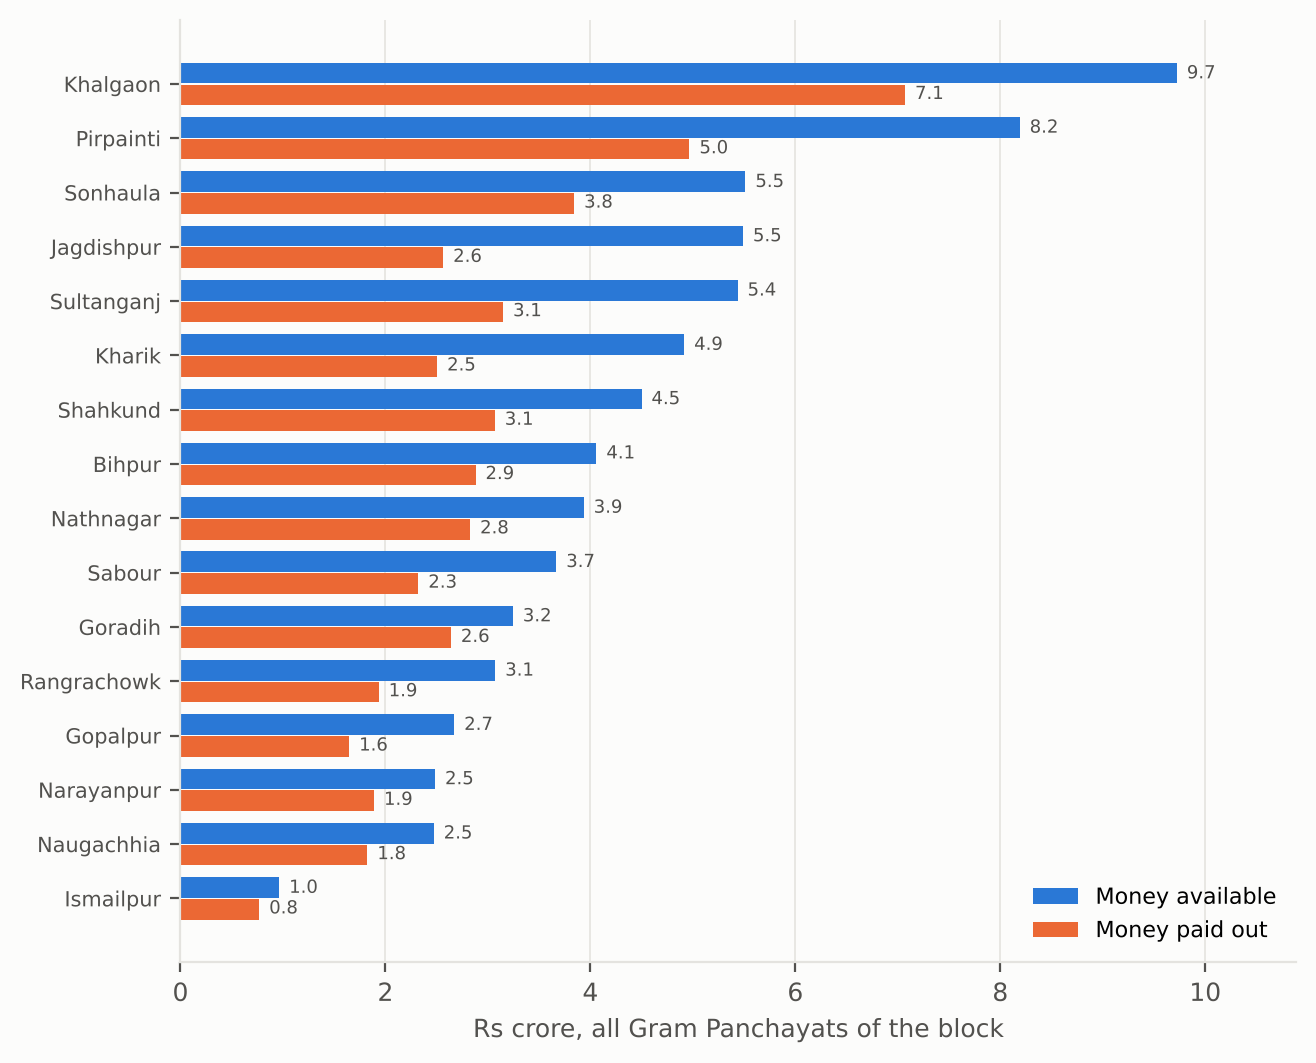 Khalgaon 9.7
7.1
Pirpainti 8.2
5.0
Sonhaula 5.5
3.8
Jagdishpur 5.5
2.6
Sultanganj 5.4
3.1
Kharik 4.9
2.5
Shahkund 4.5
3.1
Bihpur 4.1
2.9
Nathnagar 3.9
2.8
Sabour 3.7
2.3
Goradih 3.2
2.6
Rangrachowk 3.1
1.9
Gopalpur 2.7
1.6
Narayanpur 2.5
1.9
Naugachhia 2.5
1.8
Ismailpur 1.0
0.8
Money available
Money paid out
0 2 4 6 8 10
Rs crore, all Gram Panchayats of the block